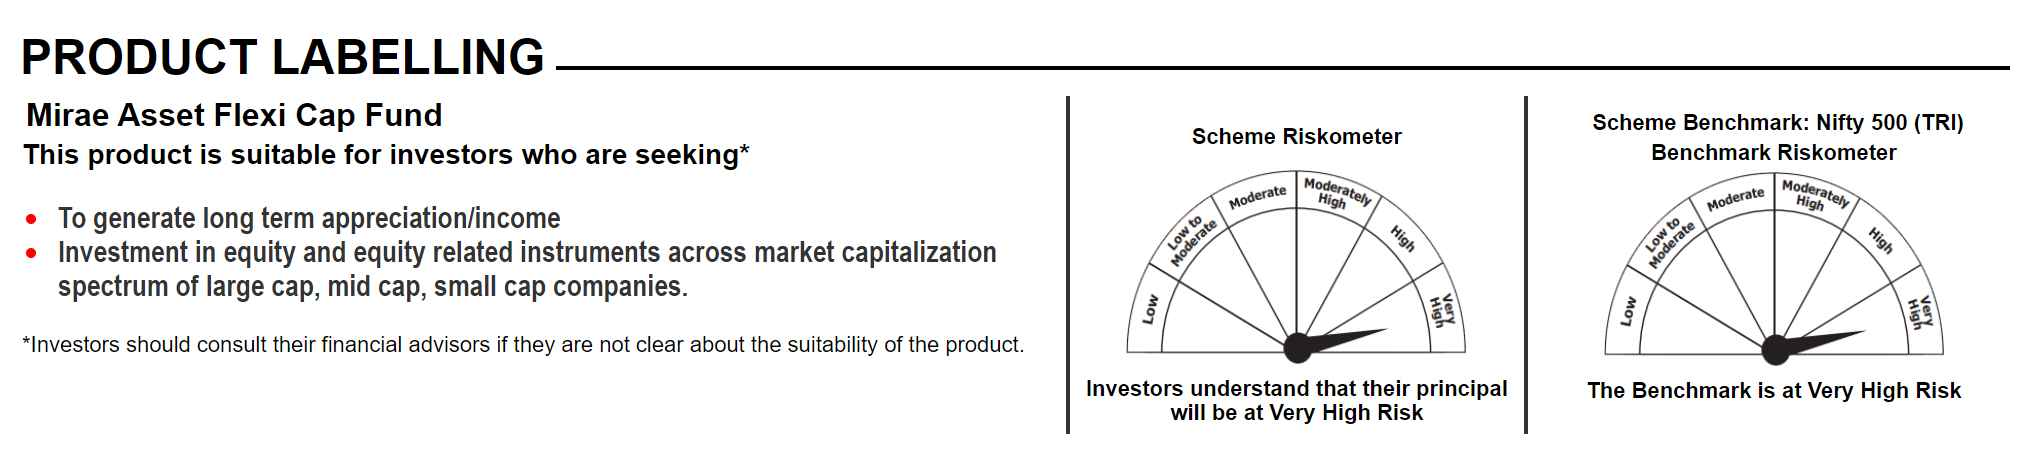 PRODUCT LABELLING
Mirae Asset Flexi Cap Fund
This product is suitable for investors who are seeking*
• To generate long term appreciation/income
• Investment in equity and equity related instruments across market capitalization
spectrum of large cap, mid cap, small cap companies.
*Investors should consult their financial advisors if they are not clear about the suitability of the product.
Scheme Riskometer
Low
Low to
Moderate
Moderate
Moderately
High
High
Very
High
Investors understand that their principal
will be at Very High Risk
Scheme Benchmark: Nifty 500 (TRI)
Benchmark Riskometer
Low
Low to
Moderate
Moderate
Moderately
High
High
Very
High
The Benchmark is at Very High Risk